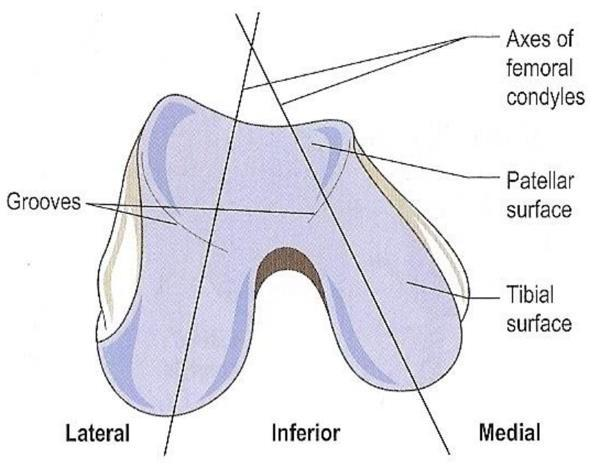 Axes of
femoral
condyles
Patellar
surface
Grooves
Tibial
surface
Lateral
Inferior
Medial